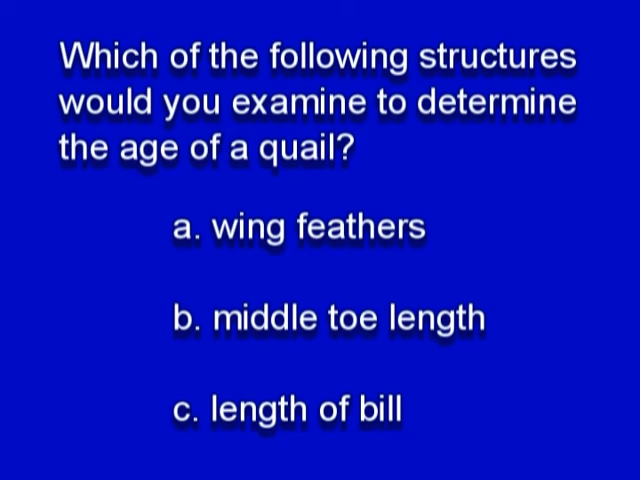 Which of the following structures
would you examine to determine
the age of a quail?
a. wing feathers
b. middle toe length
c. length of bill